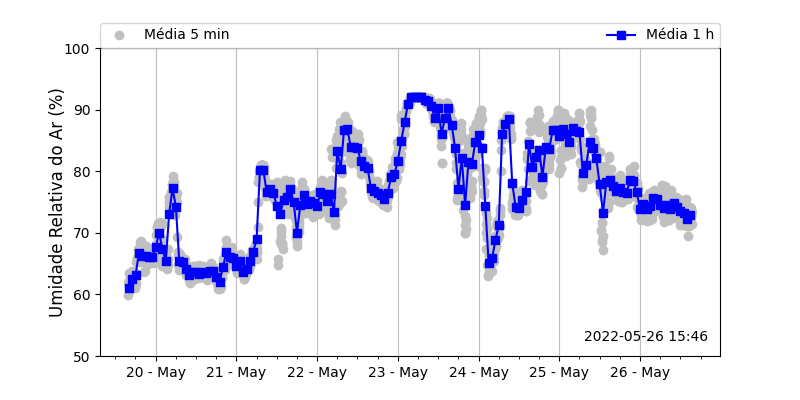 Média 5 min
Média 1 h
Umidade Relativa do Ar (%)
100
90
80
70
60
50
2022-05-26 15:46
20 - May
21 - May
22 - May
23 - May
24 - May
25 - May
26 - May